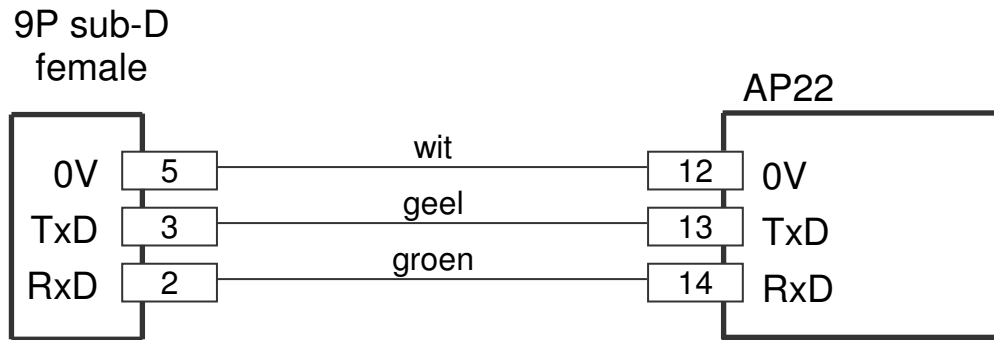 9P sub-D
female
AP22
wit
0V 5 12 0V
geel
TxD 3 13 TxD
groen
RxD 2 14 RxD